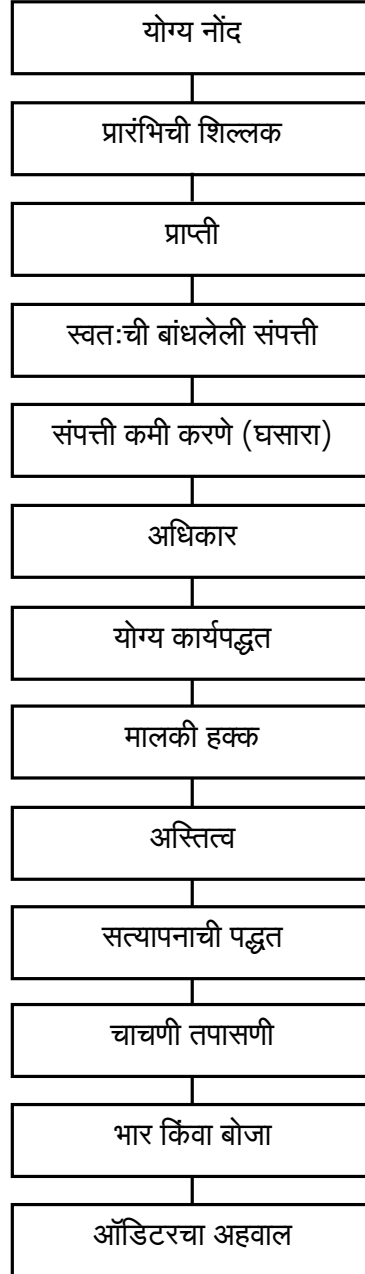 योग्य नोंद
प्रारंभिची शिल्लक
प्राप्ती
स्वतःची बांधलेली संपत्ती
संपत्ती कमी करणे (घसारा)
अधिकार
योग्य कार्यपद्धत
मालकी हक्क
अस्तित्व
सत्यापनाची पद्धत
चाचणी तपासणी
भार किंवा बोजा
ऑडिटरचा अहवाल